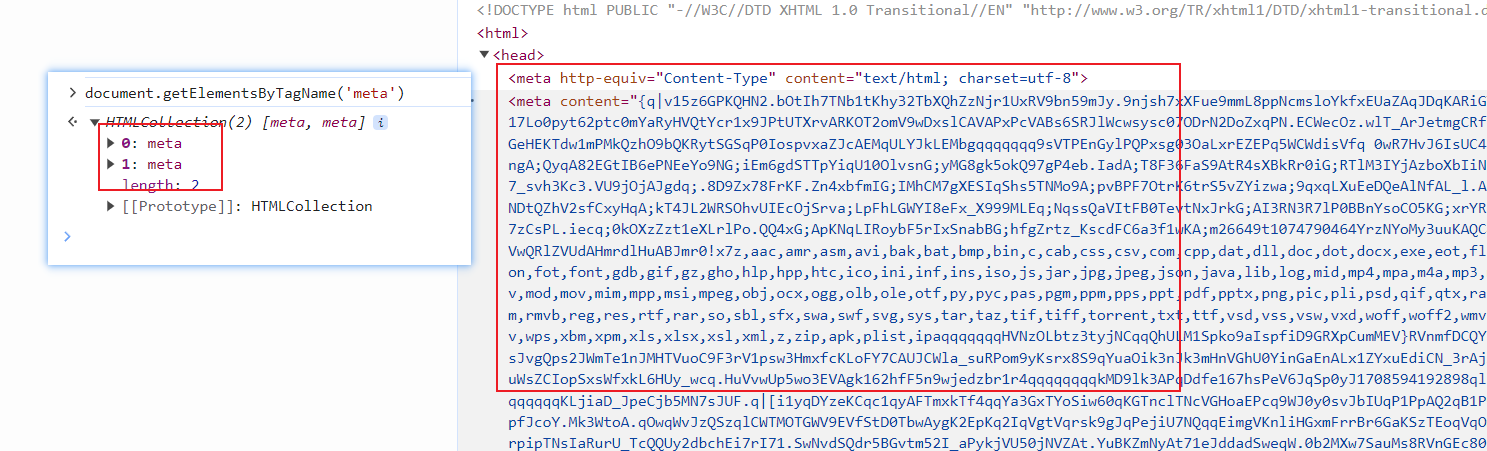 document.getElementsByTagName('meta')
HTMLCollection(2) [meta, meta]
0: meta
1: meta
length: 2
[[Prototype]]: HTMLCollection
<!DOCTYPE html PUBLIC "-//W3C//DTD XHTML 1.0 Transitional//EN" "http://www.w3.org/TR/xhtml1/DTD/xhtml1-transitional.d
<html>
<head>
<meta http-equiv="Content-Type" content="text/html; charset=utf-8">
<meta content="{q|v15z6GPKQHN2.bOtIh7TNb1tKhy32TbXQhZzNjr1UxRV9bn59mJy.9njsh7xXFue9mmL8ppNcmsloYkfxEUaZAqJDqKARiG
17Lo0pyt62ptc0mYaRyHVQtYcr1x9JPtUTXrvARKOT2omV9wDxslCAVAPxPcVABs6SRJlWcwsysc07ODrN2DoZxqPN.ECWecOz.wlT_ArJetmgCRf
GeHEKTdw1mPMkQzhO9bQKRytSGSqP0IospvxaZJcAEMqULYJkLEMbgqqqqqqq9sVTPEnGylPQPxsg03OaLxrEZEPq5WCWdisVfq 0wR7HvJ6IsUC4
ngA;QyqA82EGtIB6ePNEeYo9NG;iEm6gdSTTpYiqU10OlvsnG;yMG8gk5okQ97gP4eb.IadA;T8F36FaS9AtR4sXBkRr0iG;RTlM3IYjAzboXbIiN
7_svh3Kc3.VU9jOjAJgdq;.8D9Zx78FrKF.Zn4xbfmIG;IMhCM7gXESIqShs5TNMo9A;pvBPF7OtrK6trS5vZYizwa;9qxqLXuEeDQeAlNfAL_l.A
NDtQZhV2sfCxyHqA;kT4JL2WRSOhvUIEcOjSrva;LpFhLGWYI8eFx_X999MLEq;NqssQaVItFB0TevtNxJrkG;AI3RN3R7lP0BBnYsoCO5KG;xrYR
7zCsPL.iecq;0kOXzZzt1eXLrlPo.QQ4xG;ApKNqLIRoybF5rIxSnabBG;hfgZrtz_KscdFC6a3f1wKA;m26649t1074790464YrzNYoMy3uuKAQC
VwQRlZVUdAHmrdlHuABJmr0!x7z,aac,amr,asm,avi,bak,bat,bmp,bin,c,cab,css,csv,com,cpp,dat,dll,doc,dot,docx,exe,eot,fl
on,fot,font,gdb,gif,gz,gho,hlp,hpp,htc,ico,ini,inf,ins,iso,js,jar,jpg,jpeg,json,java,lib,log,mid,mp4,mpa,m4a,mp3,
v,mod,mov,mim,mpp,msi,mpeg,obj,ocx,ogg,olb,ole,otf,py,pyc,pas,pgm,ppm,pps,ppt,pdf,pptx,png,pic,pli,psd,qif,qtx,ra
m,rmvb,reg,res,rtf,rar,so,sbl,sfx,swa,swf,svg,sys,tar,taz,tif,tiff,torrent,txt,ttf,vsd,vss,vsw,vxd,woff,woff2,wmv
v,wps,xbm,xpm,xls,xlsx,xsl,xml,z,zip,apk,plist,ipaqqqqqqqHVNzOLbtz3tyjNCqqQhULM1Spko9aIspfiD9GRXpCumMEV}RVnmfDCQY
sJvgQps2JWmTe1nJMHTVuoC9F3rV1psw3HmxfcKLoFY7CAUJCWla_suRPom9yKsrx8S9qYuaOik3nJk3mHnVGhU0YinGaEnALx1ZYxuEdiCN_3rAj
uWsZCIopSxsWfxkL6HUy_wcq.HuVvwUp5wo3EVAgk162hfF5n9wjedzbr1r4qqqqqqqqkMD9lk3APqDdfe167hsPeV6JqSp0yJ1708594192898ql
qqqqqqKLjiaD_JpeCjb5MN7sJUF.q|[i1yqDYzeKCqc1qyAFTmxkTf4qqYa3GxTYoSiw60qKGTnclTNcVGHoaEPcq9WJ0y0svJbIUqP1PpAQ2qB1P
pfJcoY.Mk3WtoA.qOwqWvJzQSzqlCWTMOTGWV9EVfStD0TbwAygK2EpKq2IqVgtVqrsk9gJqPejiU7NQqqEimgVKnliHGxmFrrBr6GaKSzTEoqVqO
rpipTNsIaRurU_TcQQUy2dbchEi7rI71.SwNvdSQdr5BGvtm52I_aPykjVU50jNVZAt.YuBKZmNyAt71eJddadSweqW.0b2MXw7SauMs8RVnGEc80